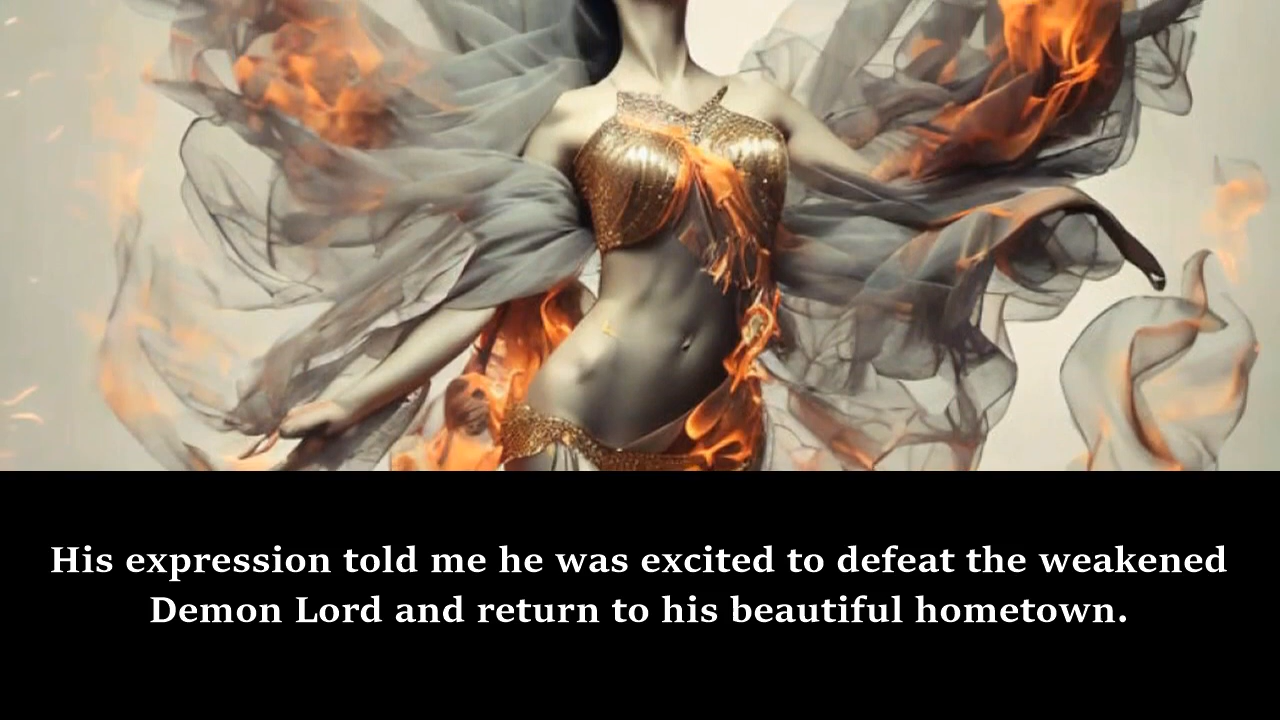 His expression told me he was excited to defeat the weakened
Demon Lord and return to his beautiful hometown.